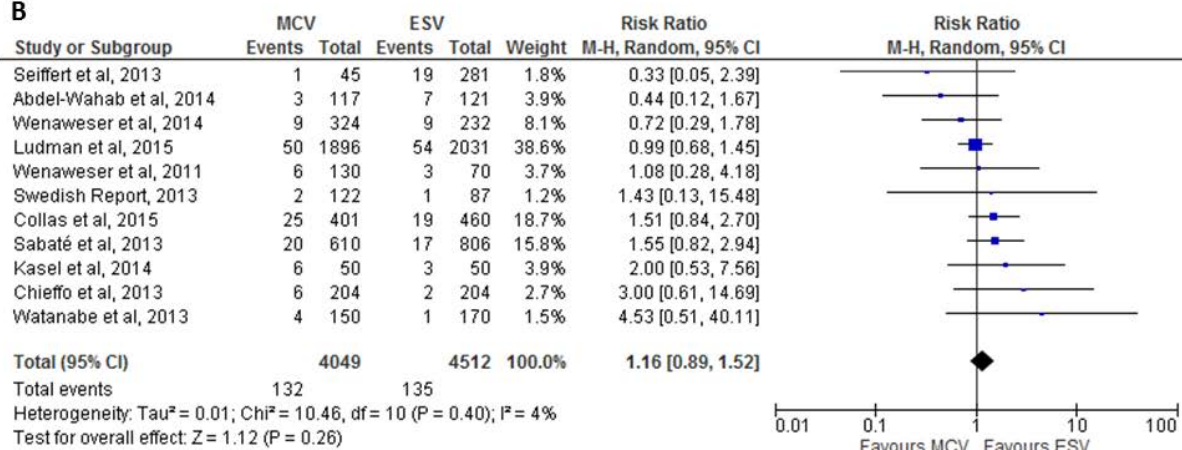 B
MCV ESV Risk Ratio Risk Ratio
Study or Subgroup Events Total Events Total Weight M-H, Random, 95% CI M-H, Random, 95% CI
Seiffert et al, 2013 1 45 19 281 1.8% 0.33 [0.05, 2.39]
Abdel-Wahab et al, 2014 3 117 7 121 3.9% 0.44 [0.12, 1.67]
Wenaweser et al, 2014 9 324 9 232 8.1% 0.72 [0.29, 1.78]
Ludman et al, 2015 50 1896 54 2031 38.6% 0.99 [0.68, 1.45]
Wenaweser et al, 2011 6 130 3 70 3.7% 1.08 [0.28, 4.18]
Swedish Report, 2013 2 122 1 87 1.2% 1.43 [0.13, 15.48]
Collas et al, 2015 25 401 19 460 18.7% 1.51 [0.84, 2.70]
Sabaté et al, 2013 20 610 17 806 15.8% 1.55 [0.82, 2.94]
Kasel et al, 2014 6 50 3 50 3.9% 2.00 [0.53, 7.56]
Chieffo et al, 2013 6 204 2 204 2.7% 3.00 [0.61, 14.69]
Watanabe et al, 2013 4 150 1 170 1.5% 4.53 [0.51, 40.11]
Total (95% CI) 4049 4512 100.0% 1.16 [0.89, 1.52]
Total events 132 135
Heterogeneity: Tau² = 0.01; Chi² = 10.46, df = 10 (P = 0.40); I² = 4%
Test for overall effect: Z = 1.12 (P = 0.26)
0.01 0.1 1 10 100
Favours MCV Favours ESV